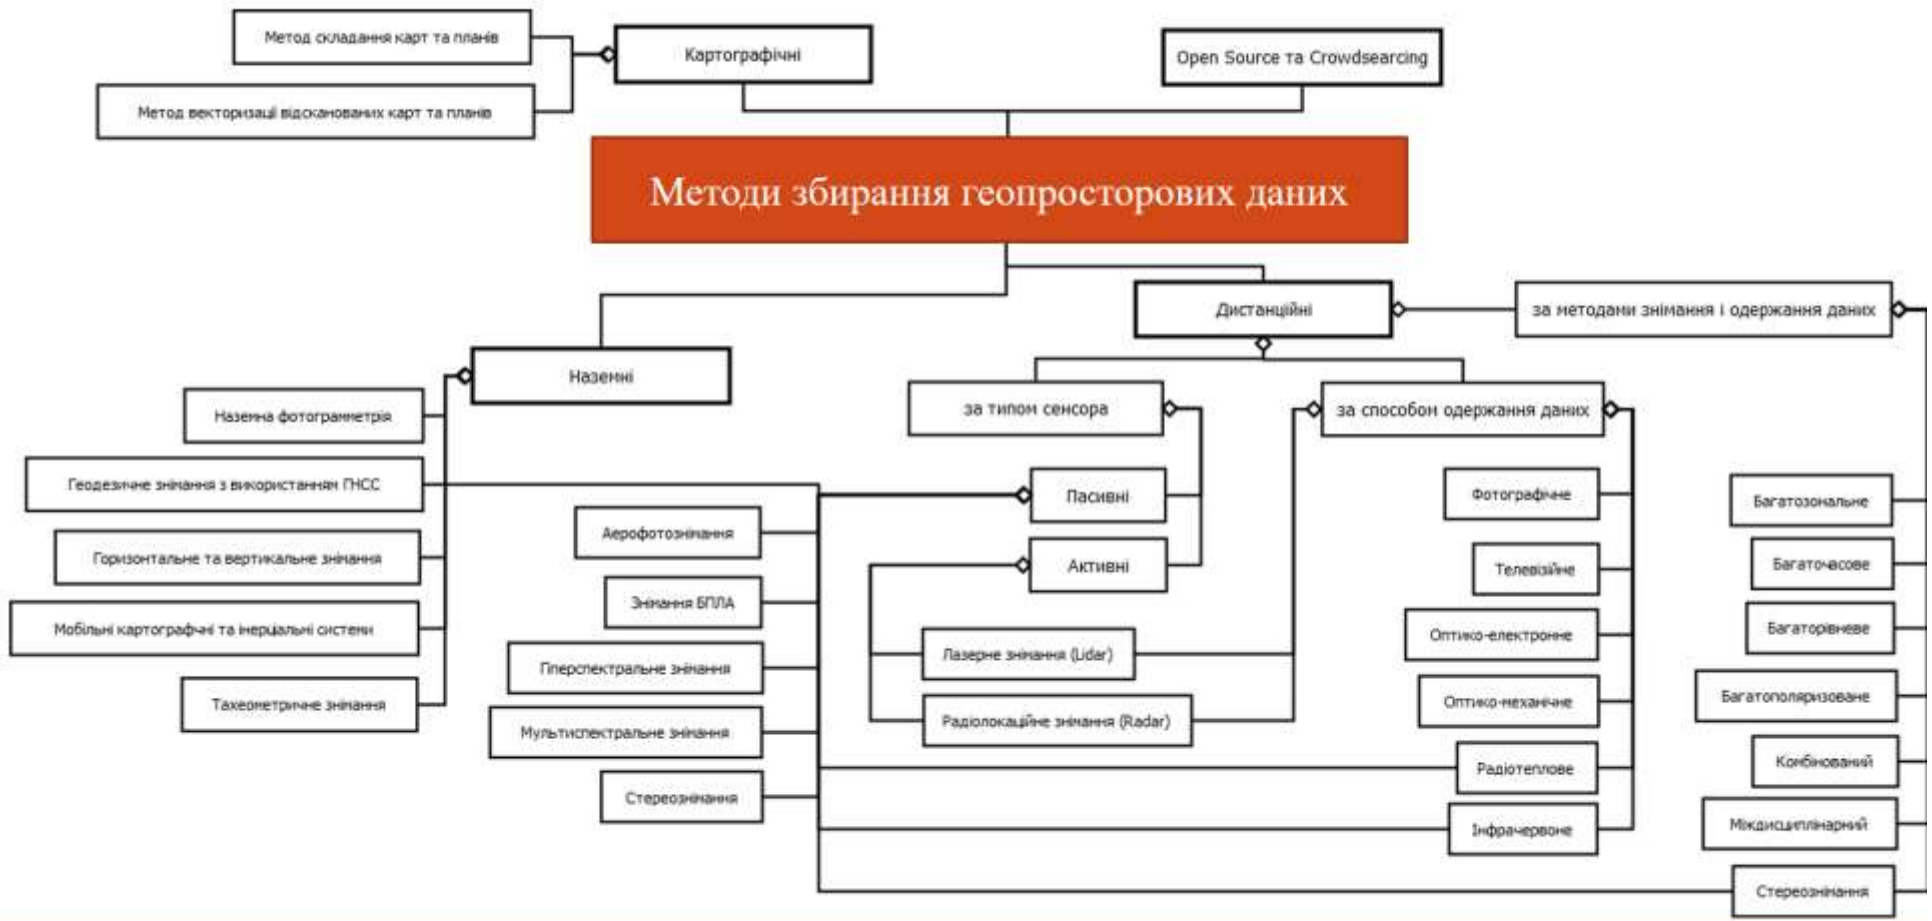 Метод складання карт та планів
Картографічні
Open Source та Crowdsearcing
Метод векторизації відсканованих карт та планів
Методи збирання геопросторових даних
Дистанційні
за методами знімання і одержання даних
Наземні
за типом сенсора
за способом одержання даних
Наземна фотограмметрія
Геодезичне знімання з використанням ГНСС
Горизонтальне та вертикальне знімання
Мобільні картографічні та інерціальні системи
Тахеометричне знімання
Аерофотознімання
Знімання БПЛА
Гіперспектральне знімання
Мультиспектральне знімання
Стереознімання
Пасивні
Активні
Лазерне знімання (Lidar)
Радіолокаційне знімання (Radar)
Фотографічне
Телевізійне
Оптико-електронне
Оптико-механічне
Радіотеплове
Інфрачервоне
Багатозональне
Багаточасове
Багаторівневе
Багатополяризоване
Комбінований
Міждисциплінарний
Стереознімання